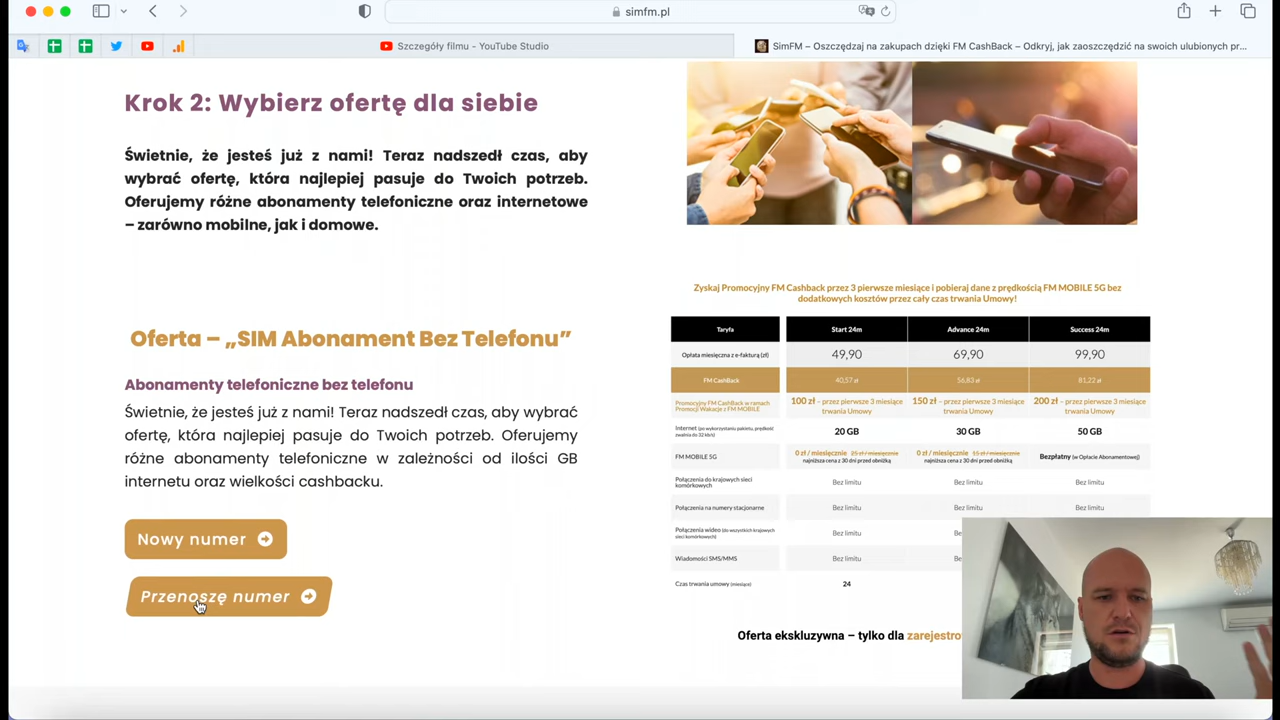 simfm.pl
Szczegóły filmu - YouTube Studio
SimFM – Oszczędzaj na zakupach dzięki FM CashBack – Odkryj, jak zaoszczędzić na swoich ulubionych pr...
Krok 2: Wybierz ofertę dla siebie
Świetnie, że jesteś już z nami! Teraz nadszedł czas, aby
wybrać ofertę, która najlepiej pasuje do Twoich potrzeb.
Oferujemy różne abonamenty telefoniczne oraz internetowe
– zarówno mobilne, jak i domowe.
Oferta – „SIM Abonament Bez Telefonu”
Abonamenty telefoniczne bez telefonu
Świetnie, że jesteś już z nami! Teraz nadszedł czas, aby wybrać
ofertę, która najlepiej pasuje do Twoich potrzeb. Oferujemy
różne abonamenty telefoniczne w zależności od ilości GB
internetu oraz wielkości cashbacku.
Nowy numer
Przenoszę numer
Zyskaj Promocyjny FM Cashback przez 3 pierwsze miesiące i pobieraj dane z prędkością FM MOBILE 5G bez
dodatkowych kosztów przez cały czas trwania Umowy!
Taryfa Start 24m Advance 24m Success 24m
Opłata miesięczna z e-fakturą (zł) 49,90 69,90 99,90
FM CashBack 40,57 zł 56,83 zł 81,22 zł
Promocyjny FM CashBack w ramach 100 zł – przez pierwsze 3 miesiące 150 zł – przez pierwsze 3 miesiące 200 zł – przez pierwsze 3 miesiące
Promocji Wakacje z FM MOBILE trwania Umowy! trwania Umowy! trwania Umowy!
Internet (po wykorzystaniu pakietu, prędkość 20 GB 30 GB 50 GB
zwalnia do 32 kb/s)
FM MOBILE 5G 0 zł / miesięcznie 25 zł / miesięcznie 0 zł / miesięcznie 15 zł / miesięcznie Bezpłatny (w Opłacie Abonamentowej)
najniższa cena z 30 dni przed obniżką najniższa cena z 30 dni przed obniżką
Połączenia do krajowych sieci Bez limitu Bez limitu Bez limitu
komórkowych
Połączenia na numery stacjonarne Bez limitu Bez limitu Bez limitu
Połączenia wideo (do wszystkich krajowych Bez limitu
sieci komórkowych)
Wiadomości SMS/MMS Bez limitu
Czas trwania umowy (miesiące) 24
Oferta ekskluzywna – tylko dla